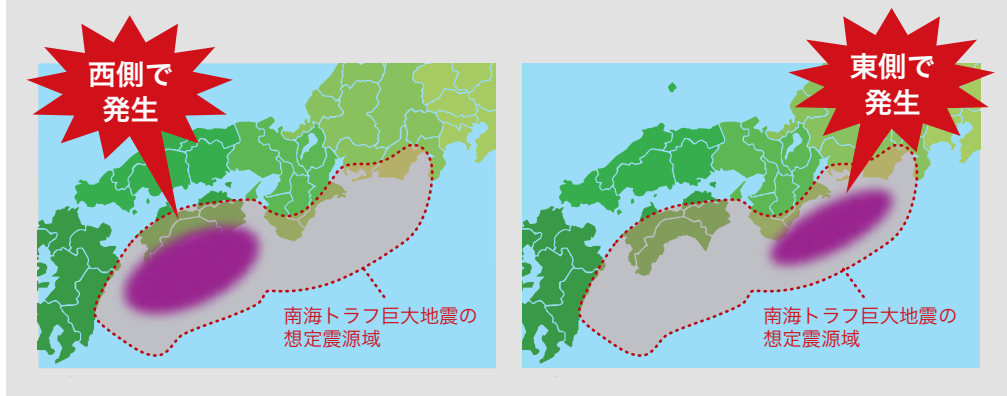 西側で
発生
南海トラフ巨大地震の
想定震源域
東側で
発生
南海トラフ巨大地震の
想定震源域